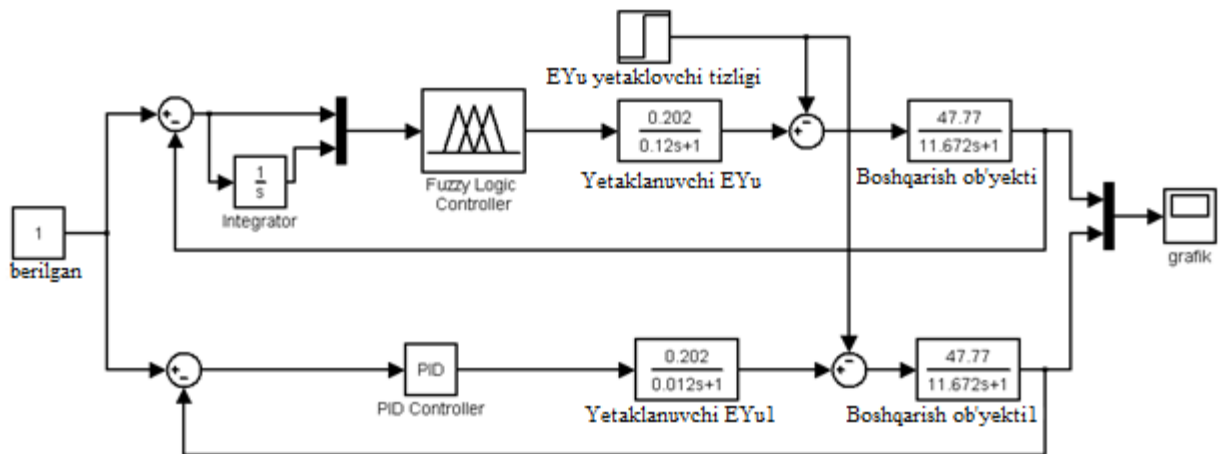 EYu yetaklovchi tizligi
0.202
0.12s+1
Yetaklanuvchi EYu
47.77
11.672s+1
Boshqarish ob'yekti
+
-
+
-
1
s
Integrator
Fuzzy Logic
Controller
1
berilgan
grafik
+
-
PID
PID Controller
0.202
0.012s+1
Yetaklanuvchi EYu1
+
-
47.77
11.672s+1
Boshqarish ob'yekti1